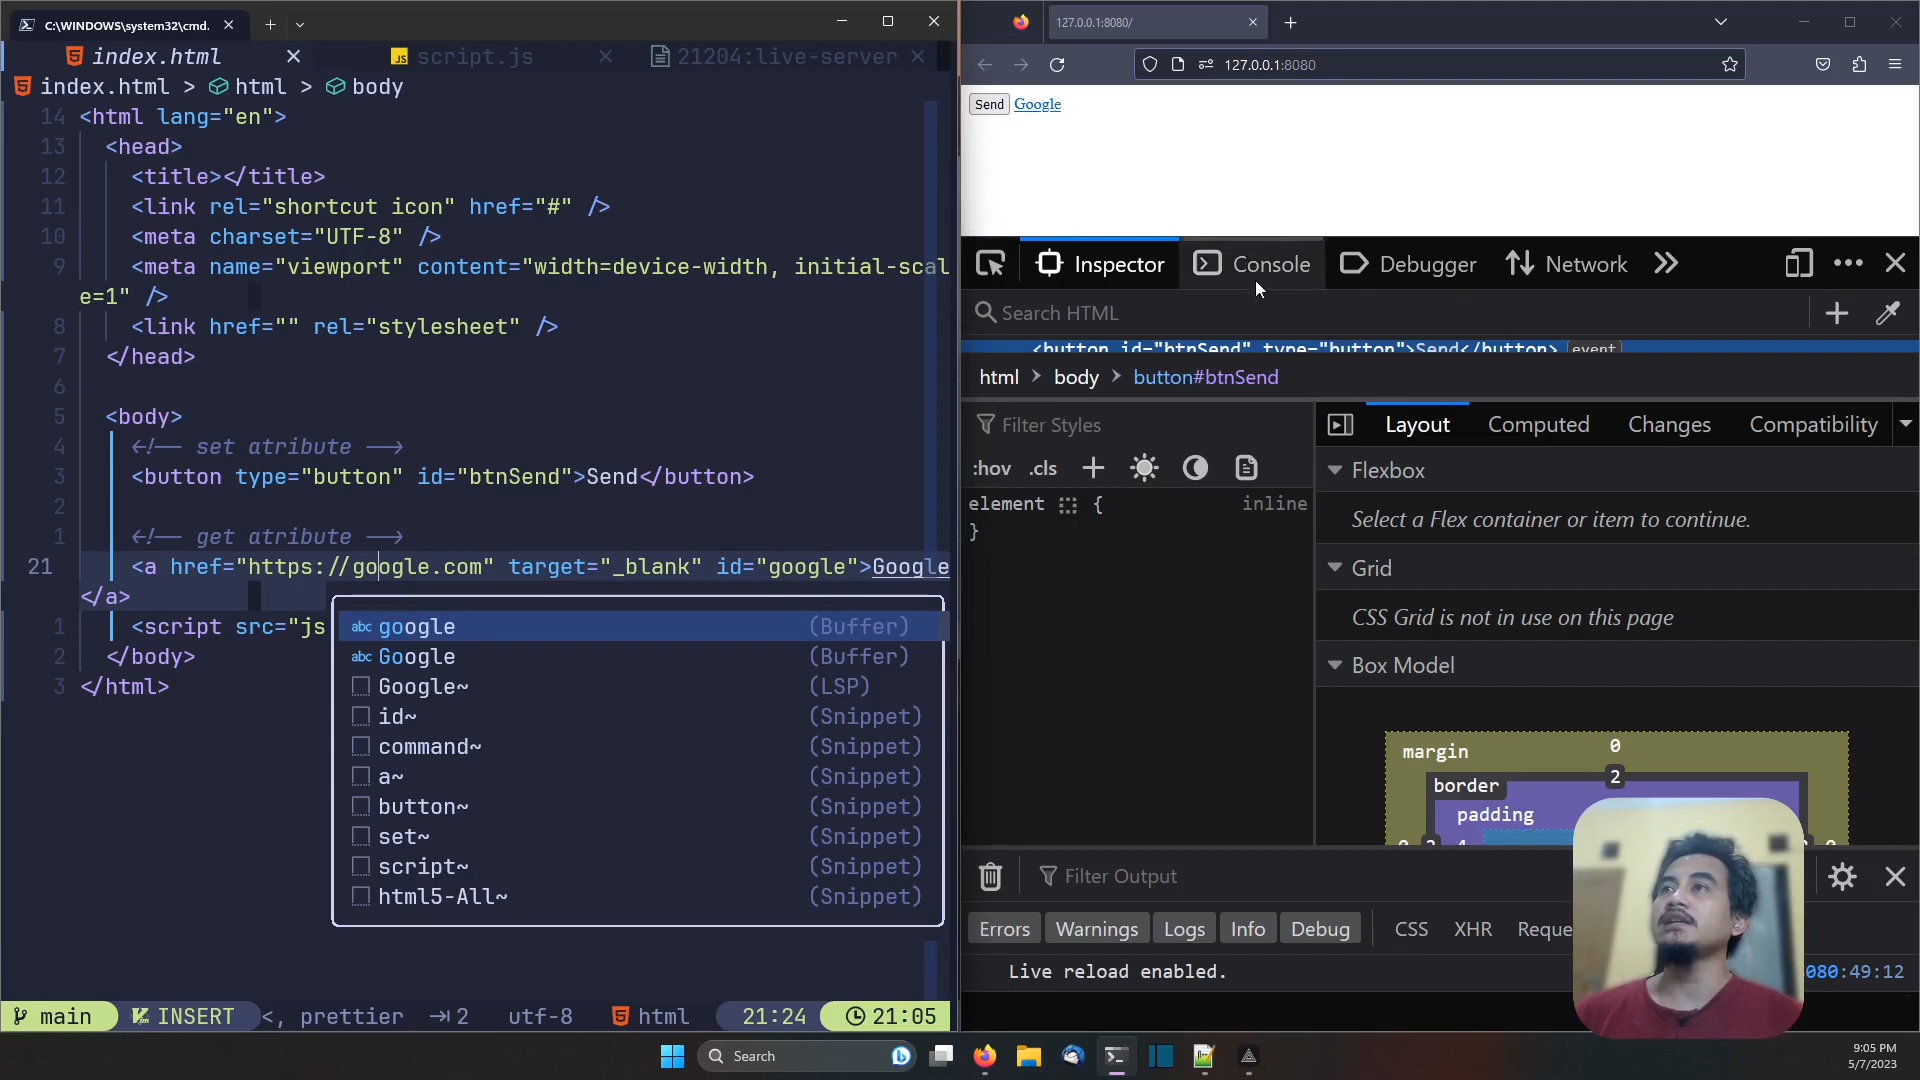 C:\WINDOWS\system32\cmd.
index.html
script.js
21204:live-server
index.html > html > body
14 <html lang="en">
13 <head>
12 <title></title>
11 <link rel="shortcut icon" href="#" />
10 <meta charset="UTF-8" />
9 <meta name="viewport" content="width=device-width, initial-scal
e=1" />
8 <link href="" rel="stylesheet" />
7 </head>
6
5 <body>
4 <!-- set atribute -->
3 <button type="button" id="btnSend">Send</button>
2
1 <!-- get atribute -->
21 <a href="https://google.com" target="_blank" id="google">Google
</a>
1 <script src="js
2 </body>
3 </html>
abc google (Buffer)
abc Google (Buffer)
Google~ (LSP)
id~ (Snippet)
command~ (Snippet)
a~ (Snippet)
button~ (Snippet)
set~ (Snippet)
script~ (Snippet)
html5-All~ (Snippet)
main INSERT <, prettier 2 utf-8 html 21:24 21:05
127.0.0.1:8080/
127.0.0.1:8080
Send Google
Inspector Console Debugger Network
Search HTML
<button id="btnSend" type="button">Send</button> event
html > body > button#btnSend
Filter Styles
Layout Computed Changes Compatibility
:hov .cls
element { inline
}
Flexbox
Select a Flex container or item to continue.
Grid
CSS Grid is not in use on this page
Box Model
margin 0
border 2
padding
Filter Output
Errors Warnings Logs Info Debug CSS XHR Reque
Live reload enabled. 080:49:12
Search
9:05 PM
5/7/2023